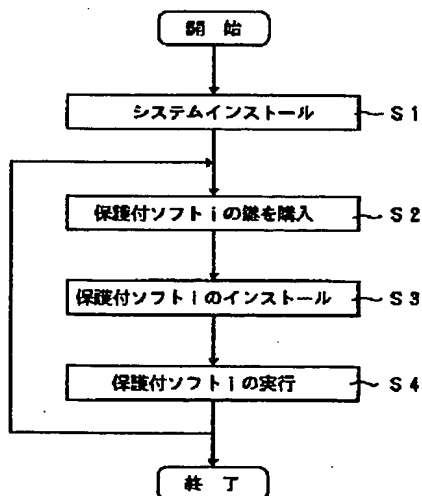 開 始
システムインストール S1
保護付ソフトiの鍵を購入 S2
保護付ソフトiのインストール S3
保護付ソフトiの実行 S4
終 了